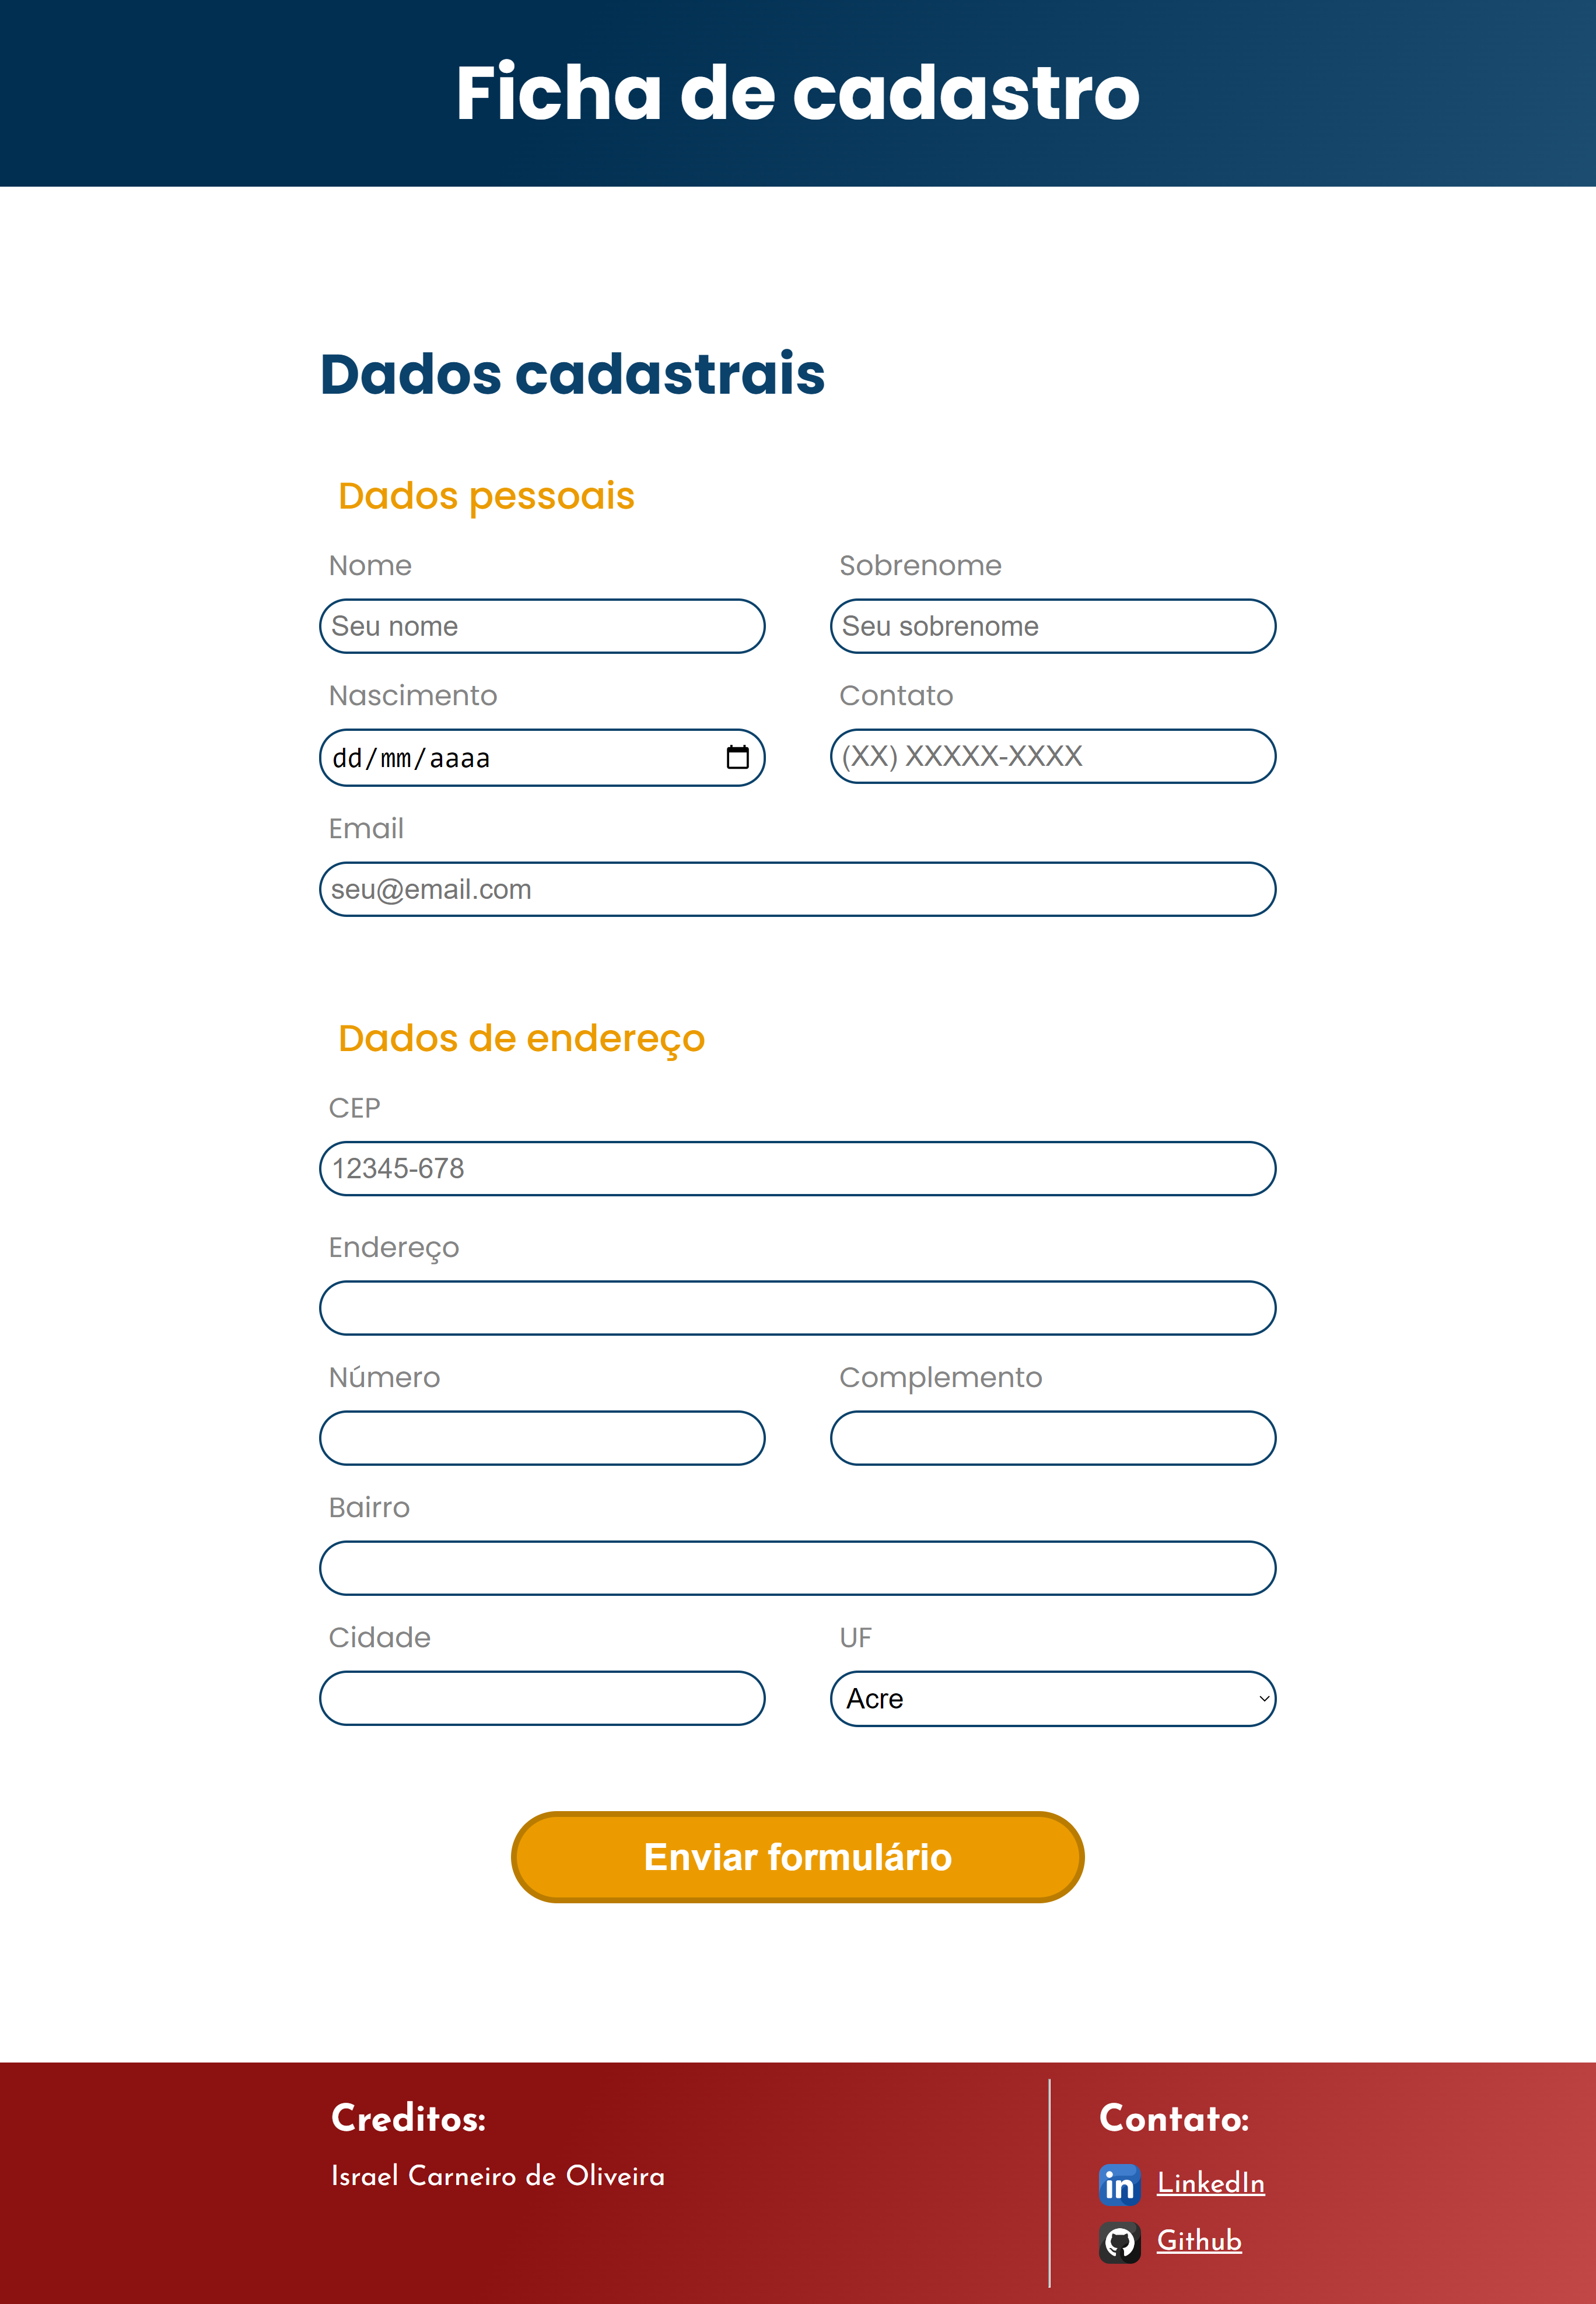 Ficha de cadastro
Dados cadastrais
Dados pessoais
Nome
Sobrenome
Seu nome
Seu sobrenome
Nascimento
Contato
dd/mm/aaaa
(XX) XXXXX-XXXX
Email
seu@email.com
Dados de endereço
CEP
12345-678
Endereço
Número
Complemento
Bairro
Cidade
UF
Acre
Enviar formulário
Creditos:
Israel Carneiro de Oliveira
Contato:
in LinkedIn
Github